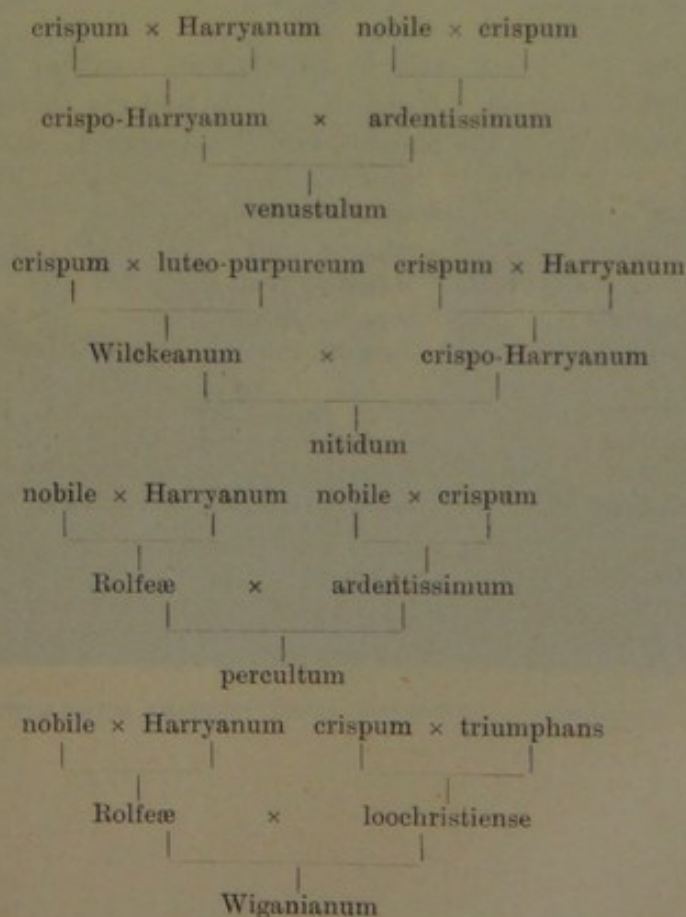 crispum × Harryanum nobile × crispum
crispo-Harryanum × ardentissimum
venustulum
crispum × luteo-purpureum crispum × Harryanum
Wilckeanum × crispo-Harryanum
nitidum
nobile × Harryanum nobile × crispum
Rolfeæ × ardentissimum
percultum
nobile × Harryanum crispum × triumphans
Rolfeæ × loochristiense
Wiganianum